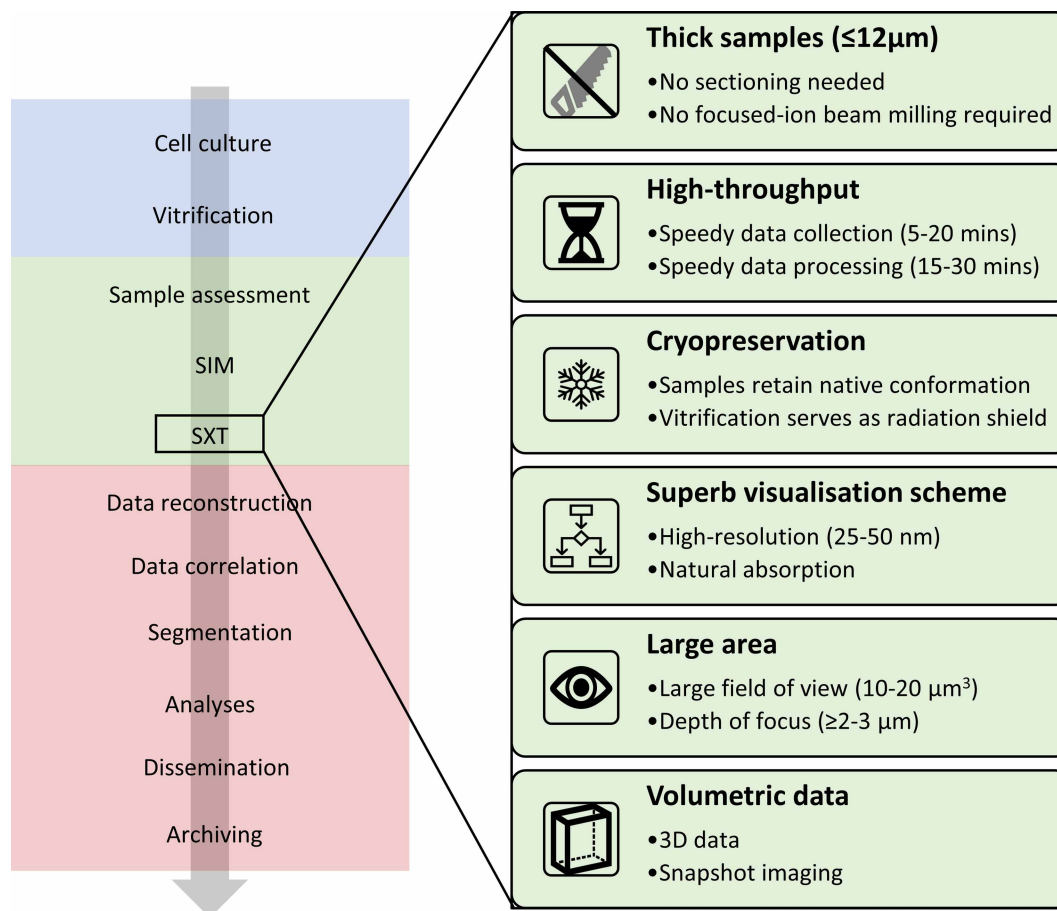 Cell culture
Vitrification
Sample assessment
SIM
SXT
Data reconstruction
Data correlation
Segmentation
Analyses
Dissemination
Archiving
Thick samples (≤12µm)
•No sectioning needed
•No focused-ion beam milling required
High-throughput
•Speedy data collection (5-20 mins)
•Speedy data processing (15-30 mins)
Cryopreservation
•Samples retain native conformation
•Vitrification serves as radiation shield
Superb visualisation scheme
•High-resolution (25-50 nm)
•Natural absorption
Large area
•Large field of view (10-20 µm³)
•Depth of focus (≥2-3 µm)
Volumetric data
•3D data
•Snapshot imaging